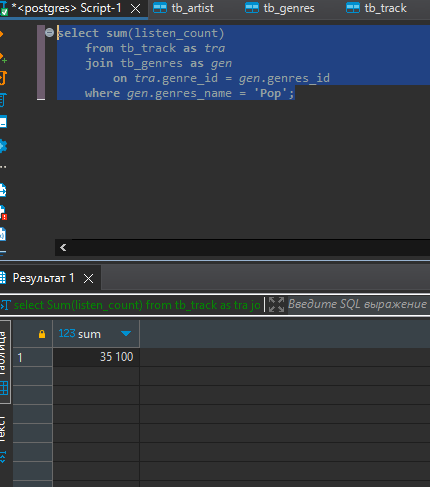 *<postgres> Script-1
tb_artist
tb_genres
tb_track
select sum(listen_count)
from tb_track as tra
join tb_genres as gen
on tra.genre_id = gen.genres_id
where gen.genres_name = 'Pop';
Результат 1
select Sum(listen_count) from tb_track as tra jo
Введите SQL выражение
123 sum
1
35 100
Таблица
Текст